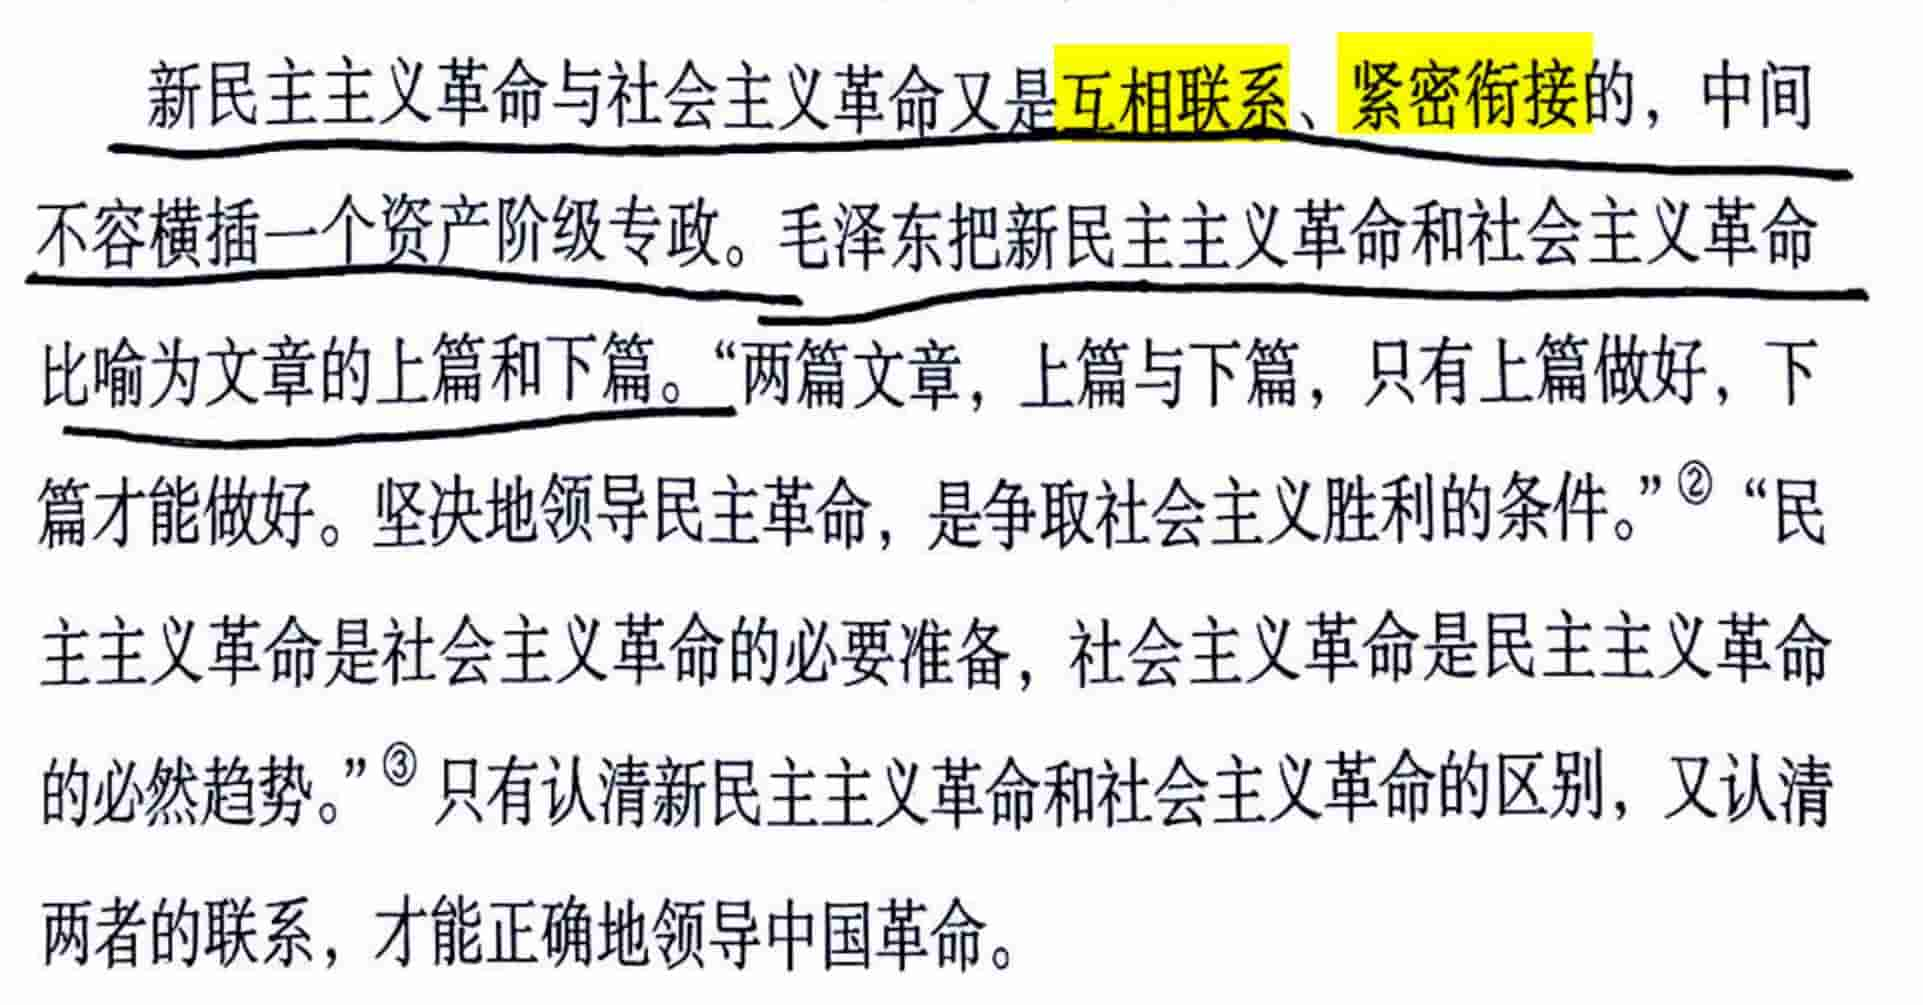 新民主主义革命与社会主义革命又是互相联系、紧密衔接的，中间
不容横插一个资产阶级专政。毛泽东把新民主主义革命和社会主义革命
比喻为文章的上篇和下篇。“两篇文章，上篇与下篇，只有上篇做好，下
篇才能做好。坚决地领导民主革命，是争取社会主义胜利的条件。”② “民
主主义革命是社会主义革命的必要准备，社会主义革命是民主主义革命
的必然趋势。”③ 只有认清新民主主义革命和社会主义革命的区别，又认清
两者的联系，才能正确地领导中国革命。